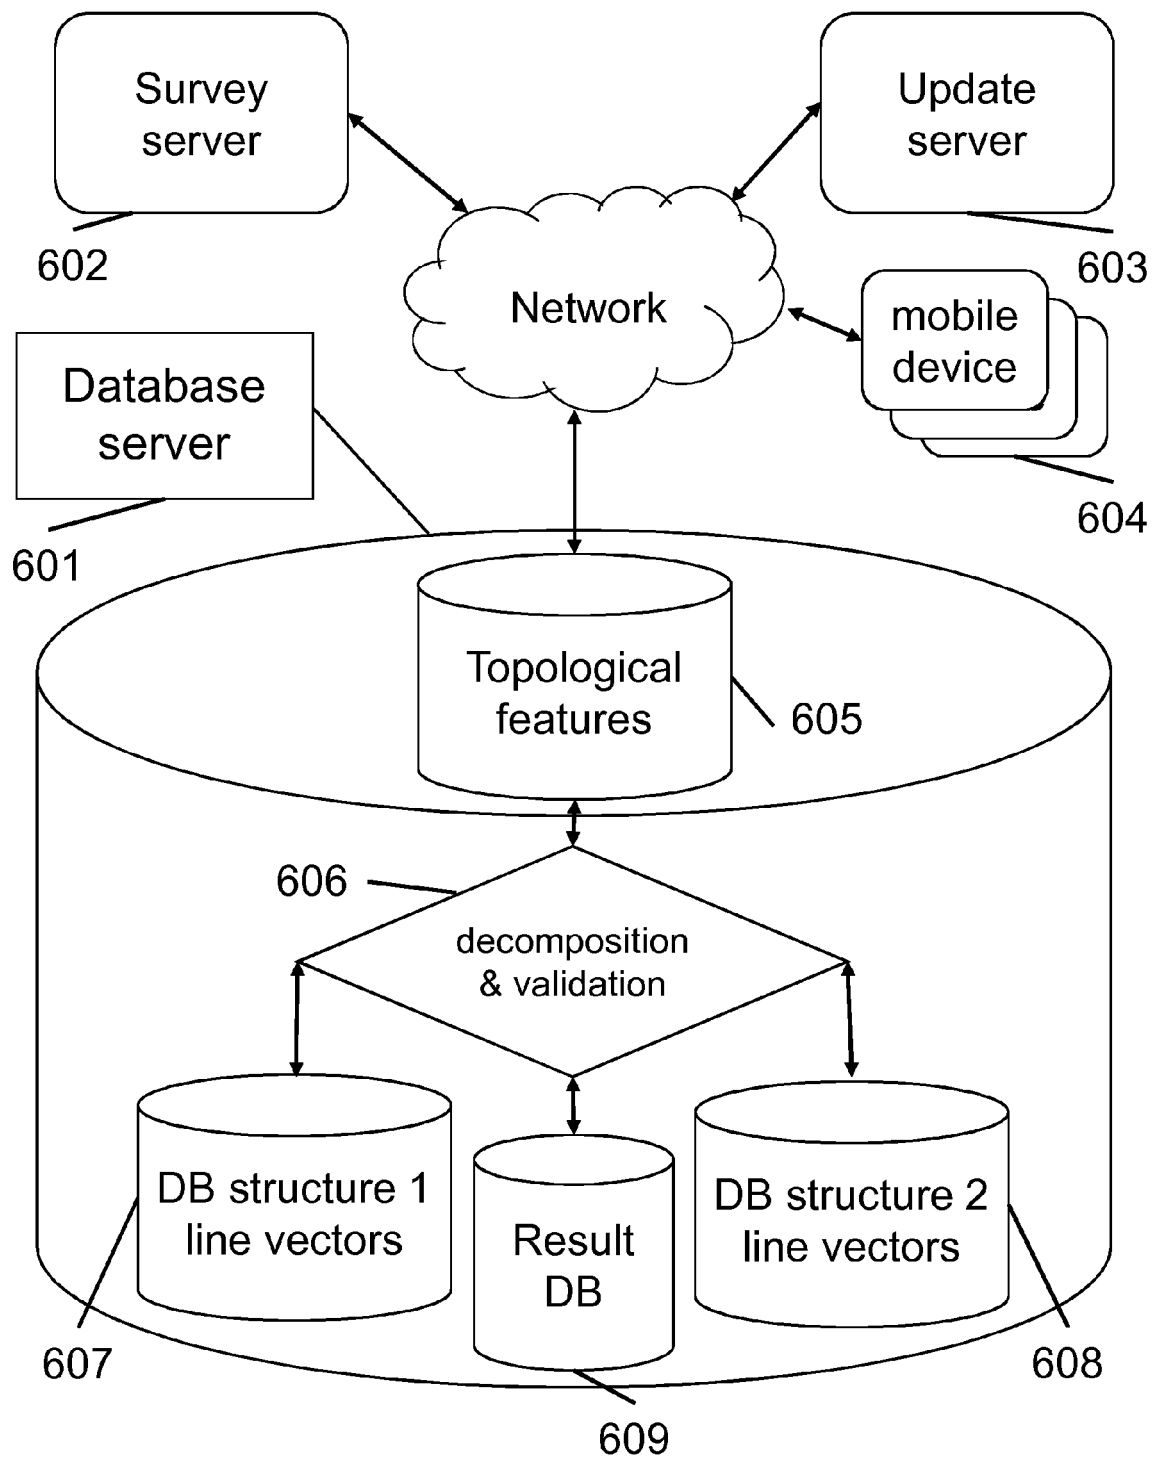 Survey
server
602
Update
server
603
Network
mobile
device
604
Database
server
601
Topological
features
605
606
decomposition
& validation
DB structure 1
line vectors
607
Result
DB
609
DB structure 2
line vectors
608